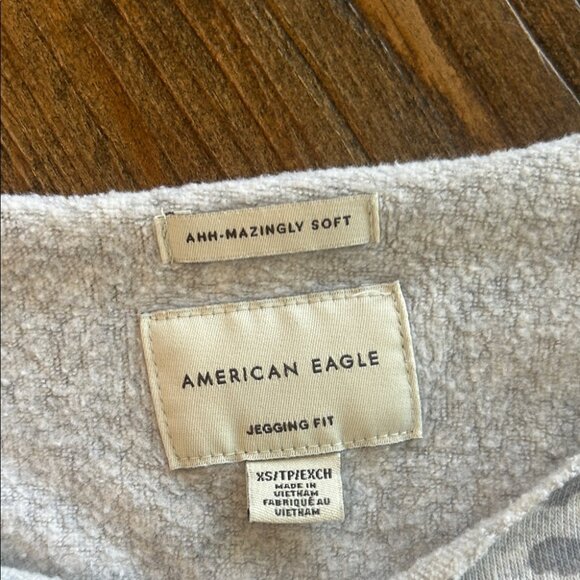 AHH-MAZINGLY SOFT
AMERICAN EAGLE
JEGGING FIT
XS/TP/EXCH
MADE IN
VIETNAM
FABRIQUÉ AU
VIETNAM